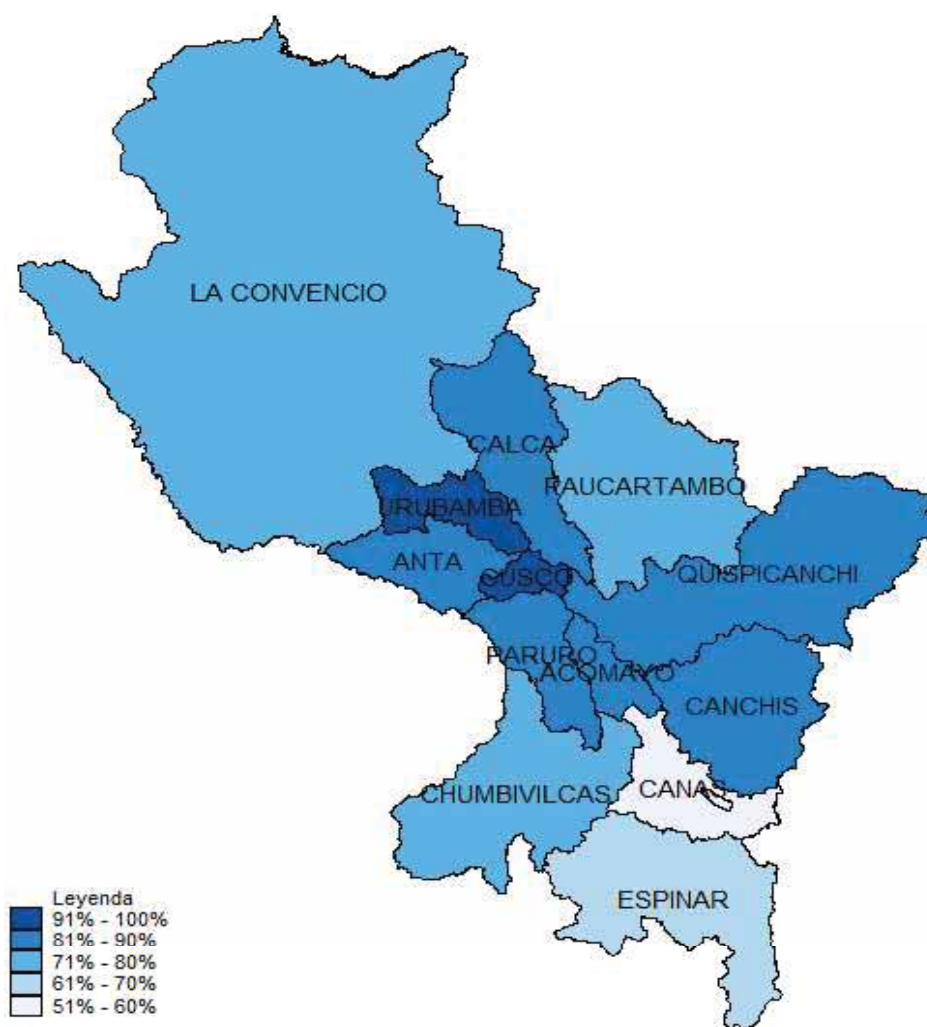 LA CONVENCIO
CALCA
PAUCARTAMBO
URUBAMBA
ANTA
CUSCO
QUISPICANCHI
PARURO
ACOMAYO
CANCHIS
CHUMBIVILCAS
CANAS
ESPINAR
Leyenda
91% - 100%
81% - 90%
71% - 80%
61% - 70%
51% - 60%